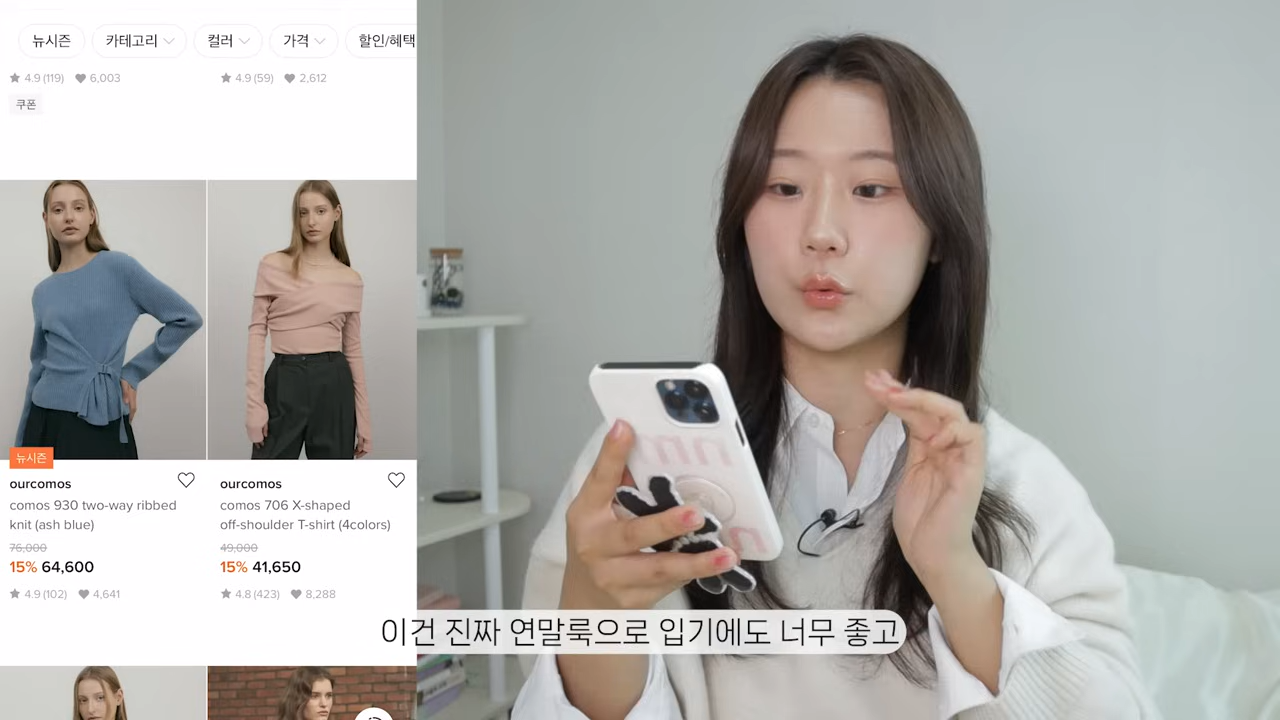 뉴시즌
카테고리
컬러
가격
할인/혜택
4.9 (119) 6,003
4.9 (59) 2,612
쿠폰
뉴시즌
ourcomos
comos 930 two-way ribbed
knit (ash blue)
76,000
15% 64,600
4.9 (102) 4,641
ourcomos
comos 706 X-shaped
off-shoulder T-shirt (4colors)
49,000
15% 41,650
4.8 (423) 8,288
이건 진짜 연말룩으로 입기에도 너무 좋고